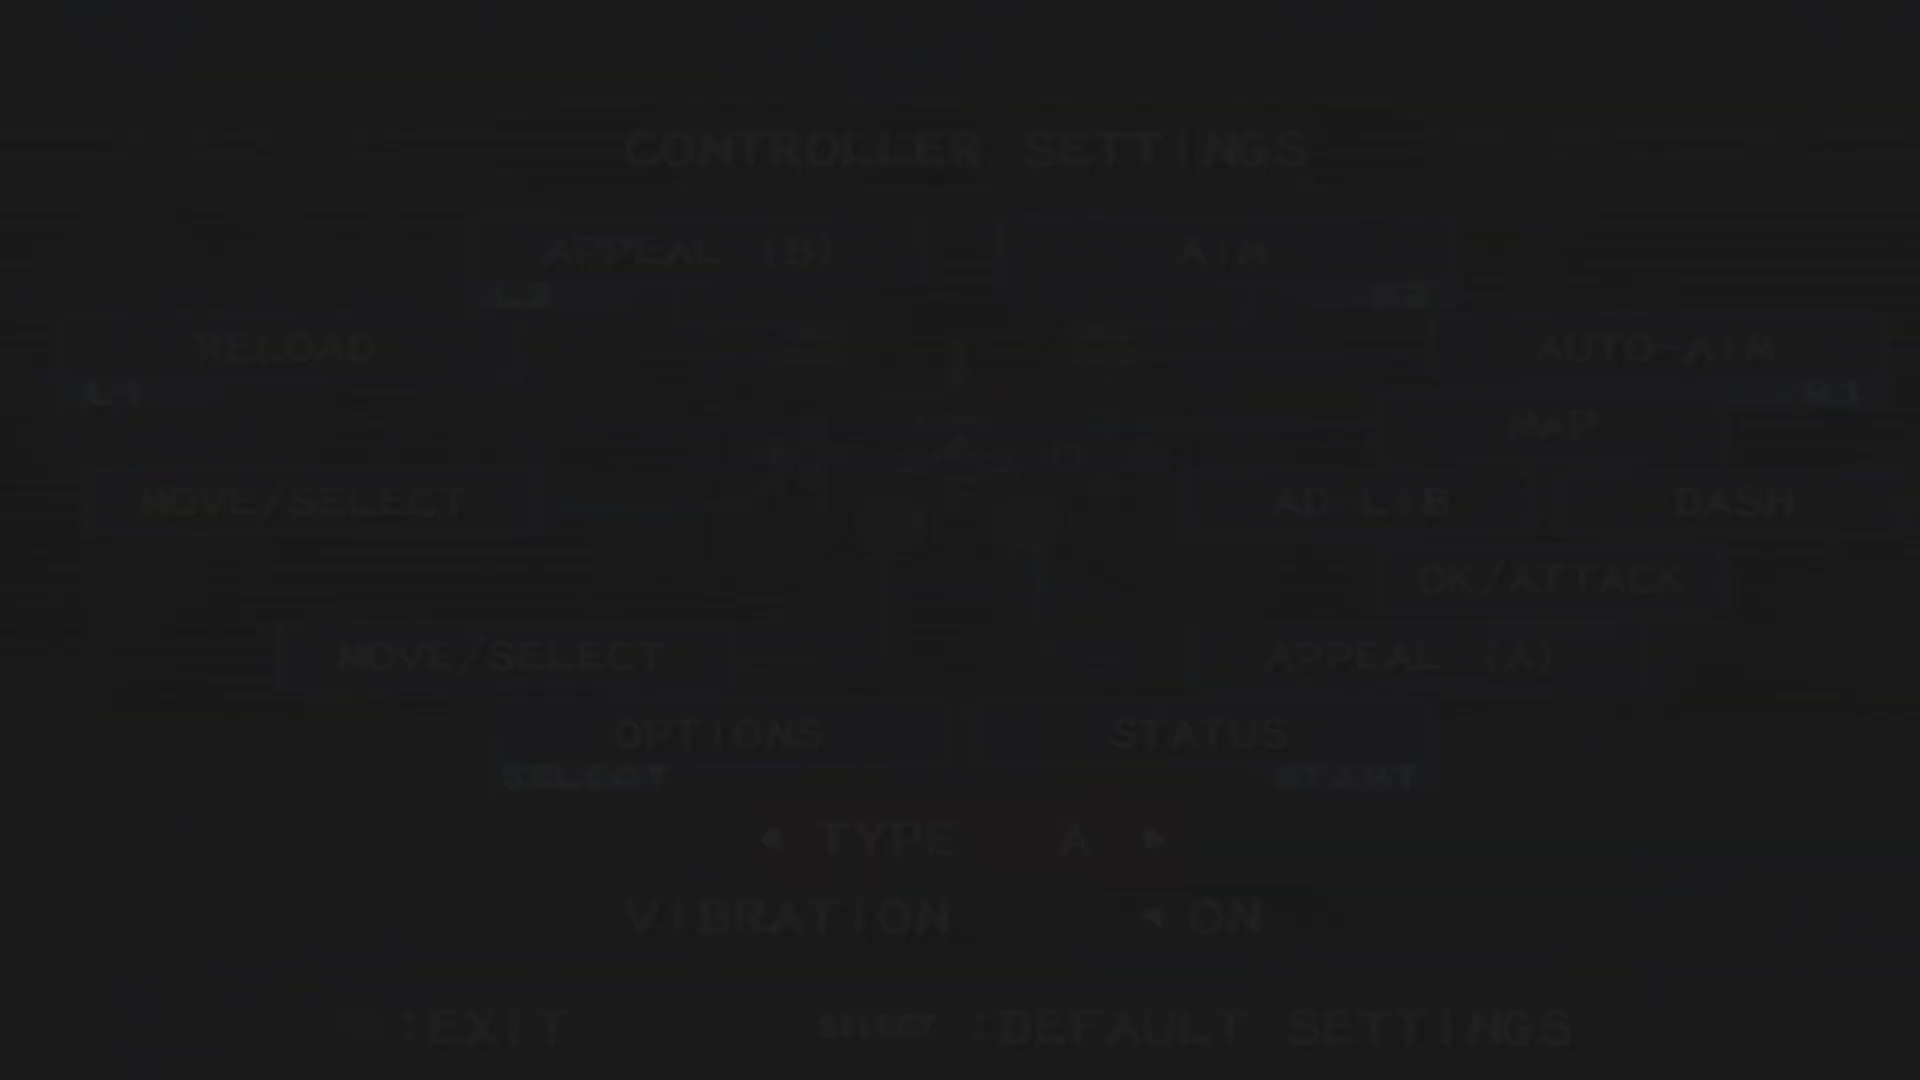 CONTROLLER SETTINGS
APPEAL (B) AIM
L2 R2
RELOAD AUTO-AIM
L1 R1
MAP
MOVE/SELECT AD-LIB DASH
OK/ATTACK
MOVE/SELECT APPEAL (A)
OPTIONS STATUS
SELECT START
TYPE A
VIBRATION ON
:EXIT SELECT :DEFAULT SETTINGS